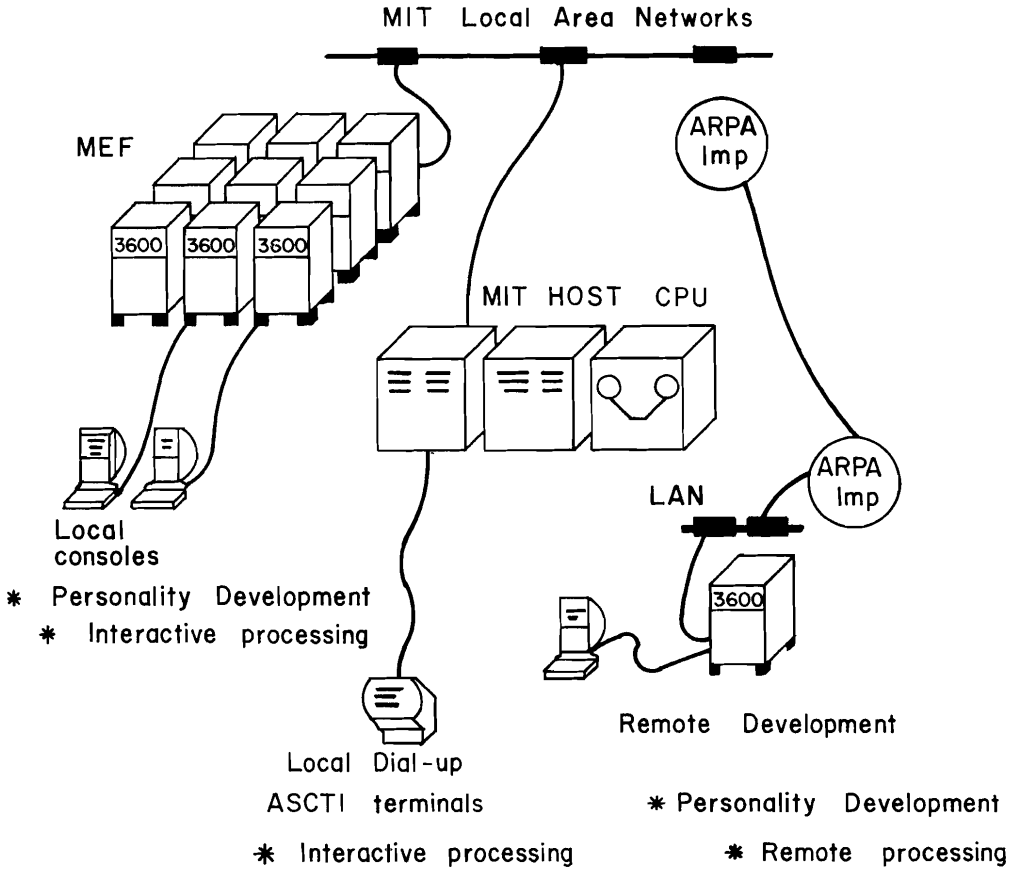 MIT Local Area Networks
MEF
ARPA
Imp
3600 3600 3600
MIT HOST CPU
ARPA
Imp
LAN
Local
consoles
* Personality Development
* Interactive processing
3600
Remote Development
Local Dial-up
ASCTI terminals
* Interactive processing
* Personality Development
* Remote processing